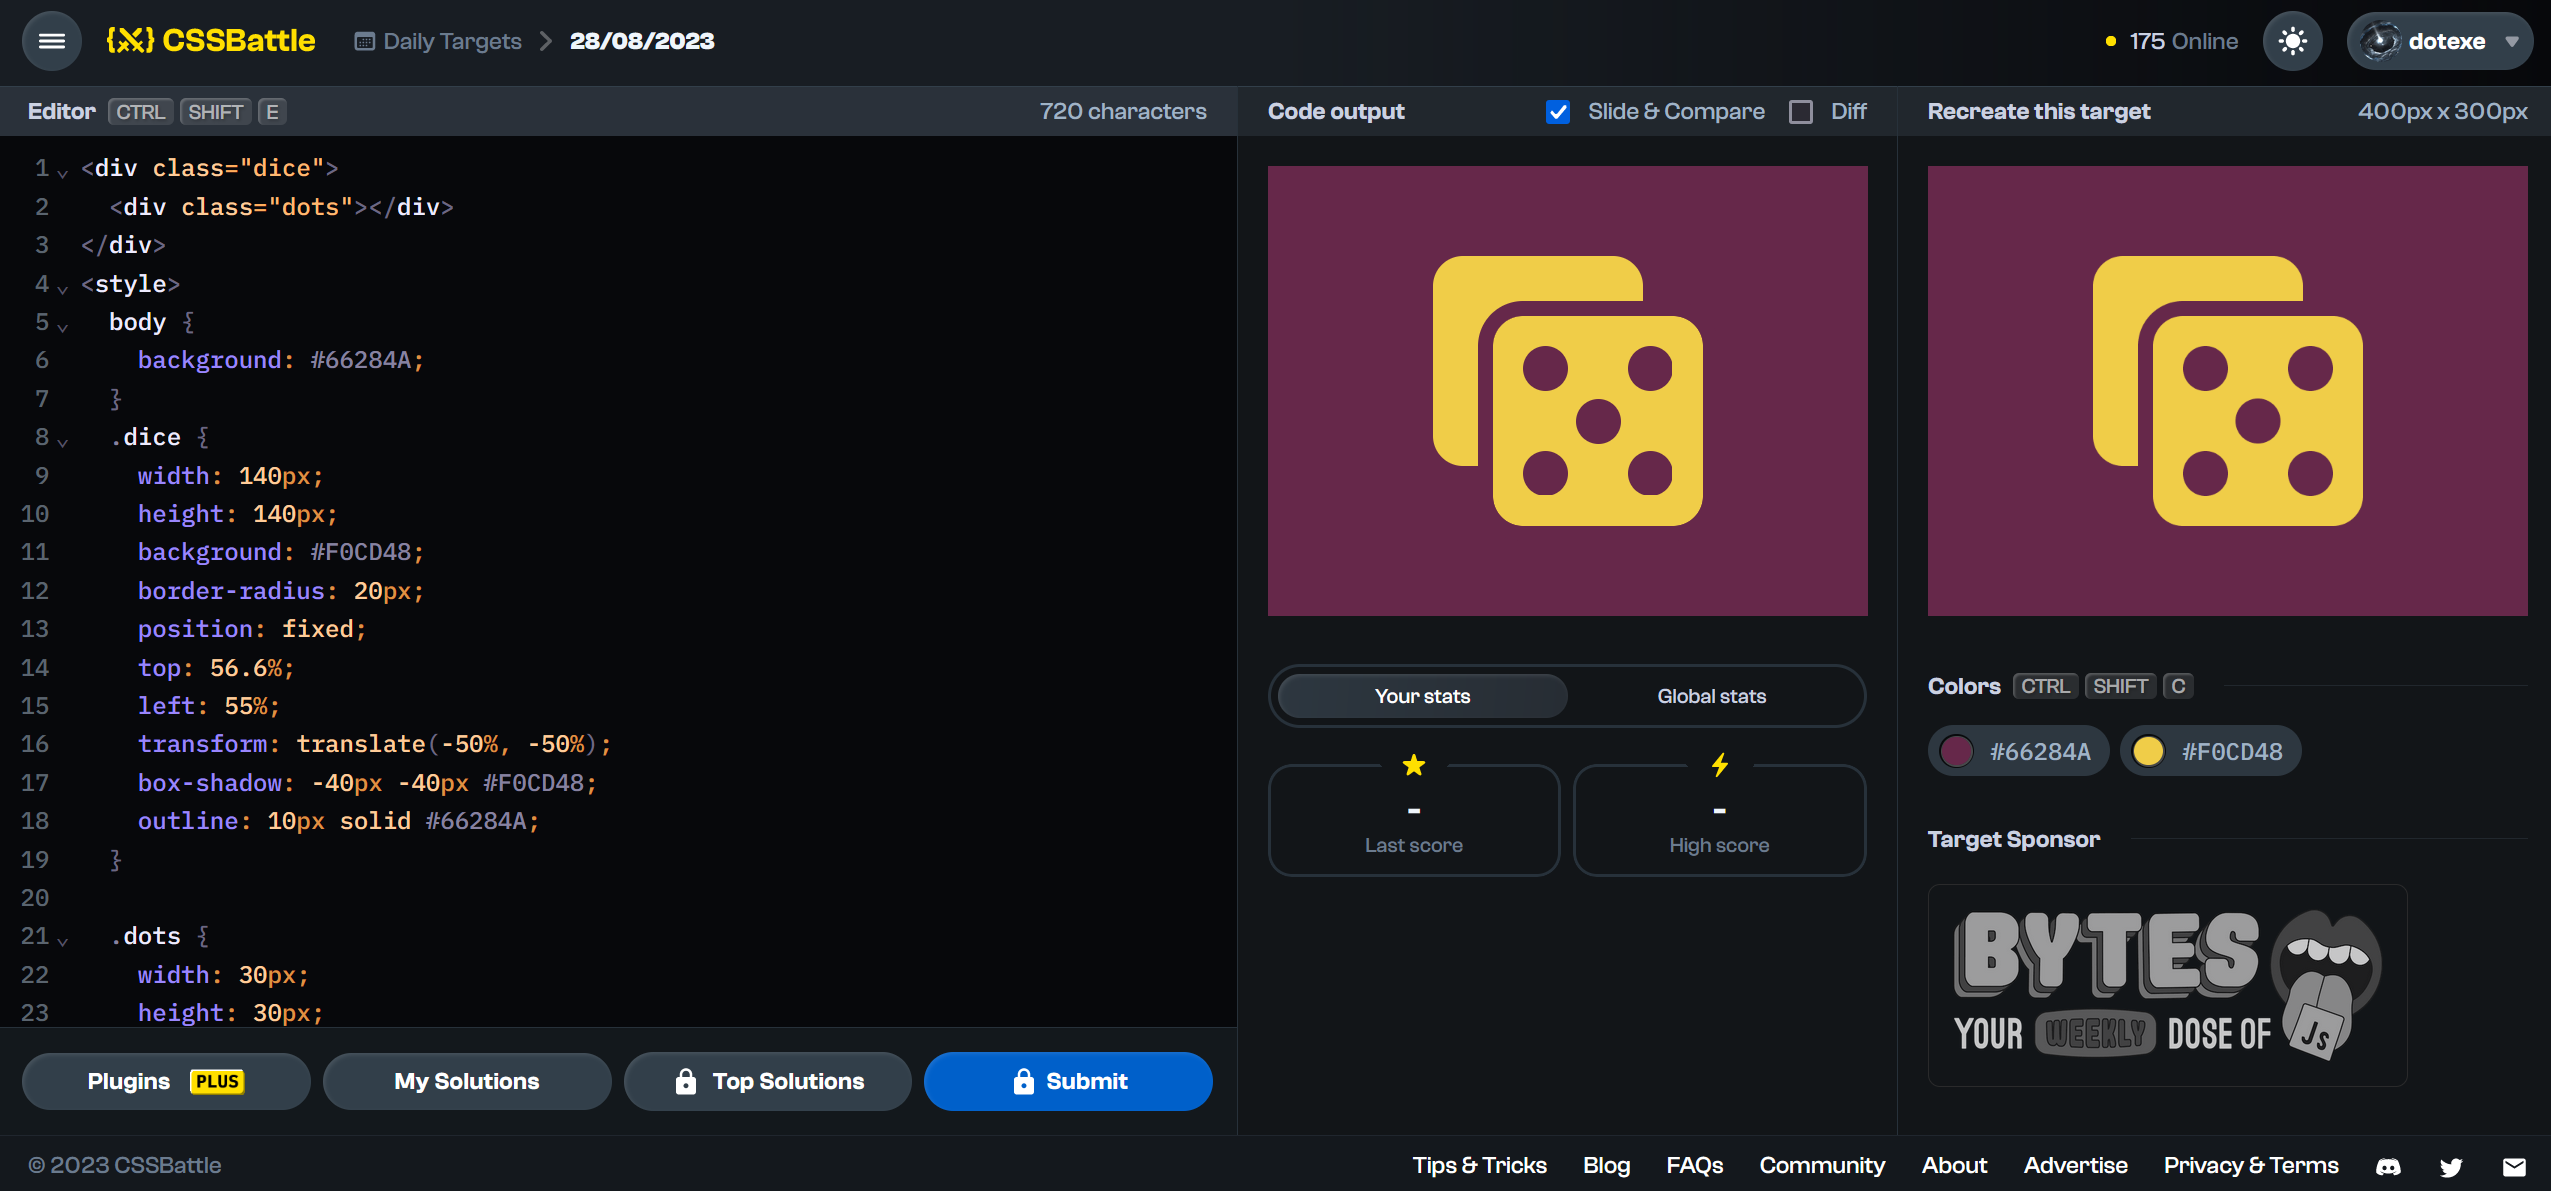 {X} CSSBattle
Daily Targets > 28/08/2023
175 Online
dotexe
Editor CTRL SHIFT E
720 characters
Code output
Slide & Compare
Diff
Recreate this target
400px x 300px
1 <div class="dice">
2 <div class="dots"></div>
3 </div>
4 <style>
5 body {
6 background: #66284A;
7 }
8 .dice {
9 width: 140px;
10 height: 140px;
11 background: #F0CD48;
12 border-radius: 20px;
13 position: fixed;
14 top: 56.6%;
15 left: 55%;
16 transform: translate(-50%, -50%);
17 box-shadow: -40px -40px #F0CD48;
18 outline: 10px solid #66284A;
19 }
20
21 .dots {
22 width: 30px;
23 height: 30px;
Plugins PLUS
My Solutions
Top Solutions
Submit
Your stats
Global stats
-
Last score
-
High score
Colors CTRL SHIFT C
#66284A
#F0CD48
Target Sponsor
BYTES
YOUR WEEKLY DOSE OF JS
© 2023 CSSBattle
Tips & Tricks
Blog
FAQs
Community
About
Advertise
Privacy & Terms